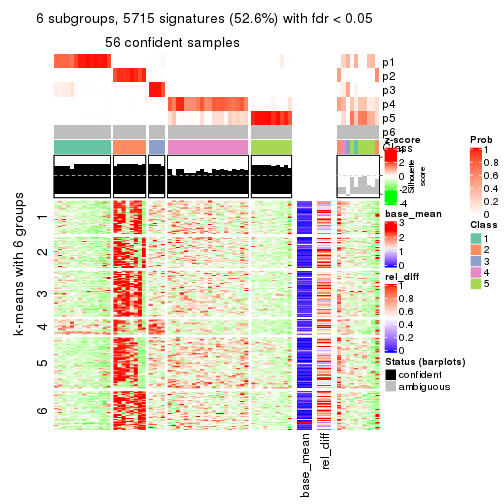 6 subgroups, 5715 signatures (52.6%) with fdr < 0.05
56 confident samples
p1
p2
p3
p4
p5
p6
Class
Silhouette
score
k-means with 6 groups
1
2
3
4
5
6
base_mean
rel_diff
z-score
2
0
-2
-4
base_mean
3
2
1
0
rel_diff
1
0.8
0.6
0.4
0.2
0
Status (barplots)
confident
ambiguous
Prob
1
0.8
0.6
0.4
0.2
0
Class
1
2
3
4
5